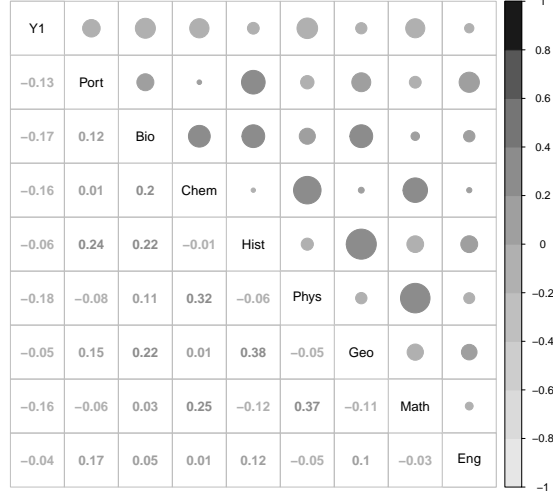 Y1
−0.13 Port
−0.17 0.12 Bio
−0.16 0.01 0.2 Chem
−0.06 0.24 0.22 −0.01 Hist
−0.18 −0.08 0.11 0.32 −0.06 Phys
−0.05 0.15 0.22 0.01 0.38 −0.05 Geo
−0.16 −0.06 0.03 0.25 −0.12 0.37 −0.11 Math
−0.04 0.17 0.05 0.01 0.12 −0.05 0.1 −0.03 Eng
1
0.8
0.6
0.4
0.2
0
−0.2
−0.4
−0.6
−0.8
−1